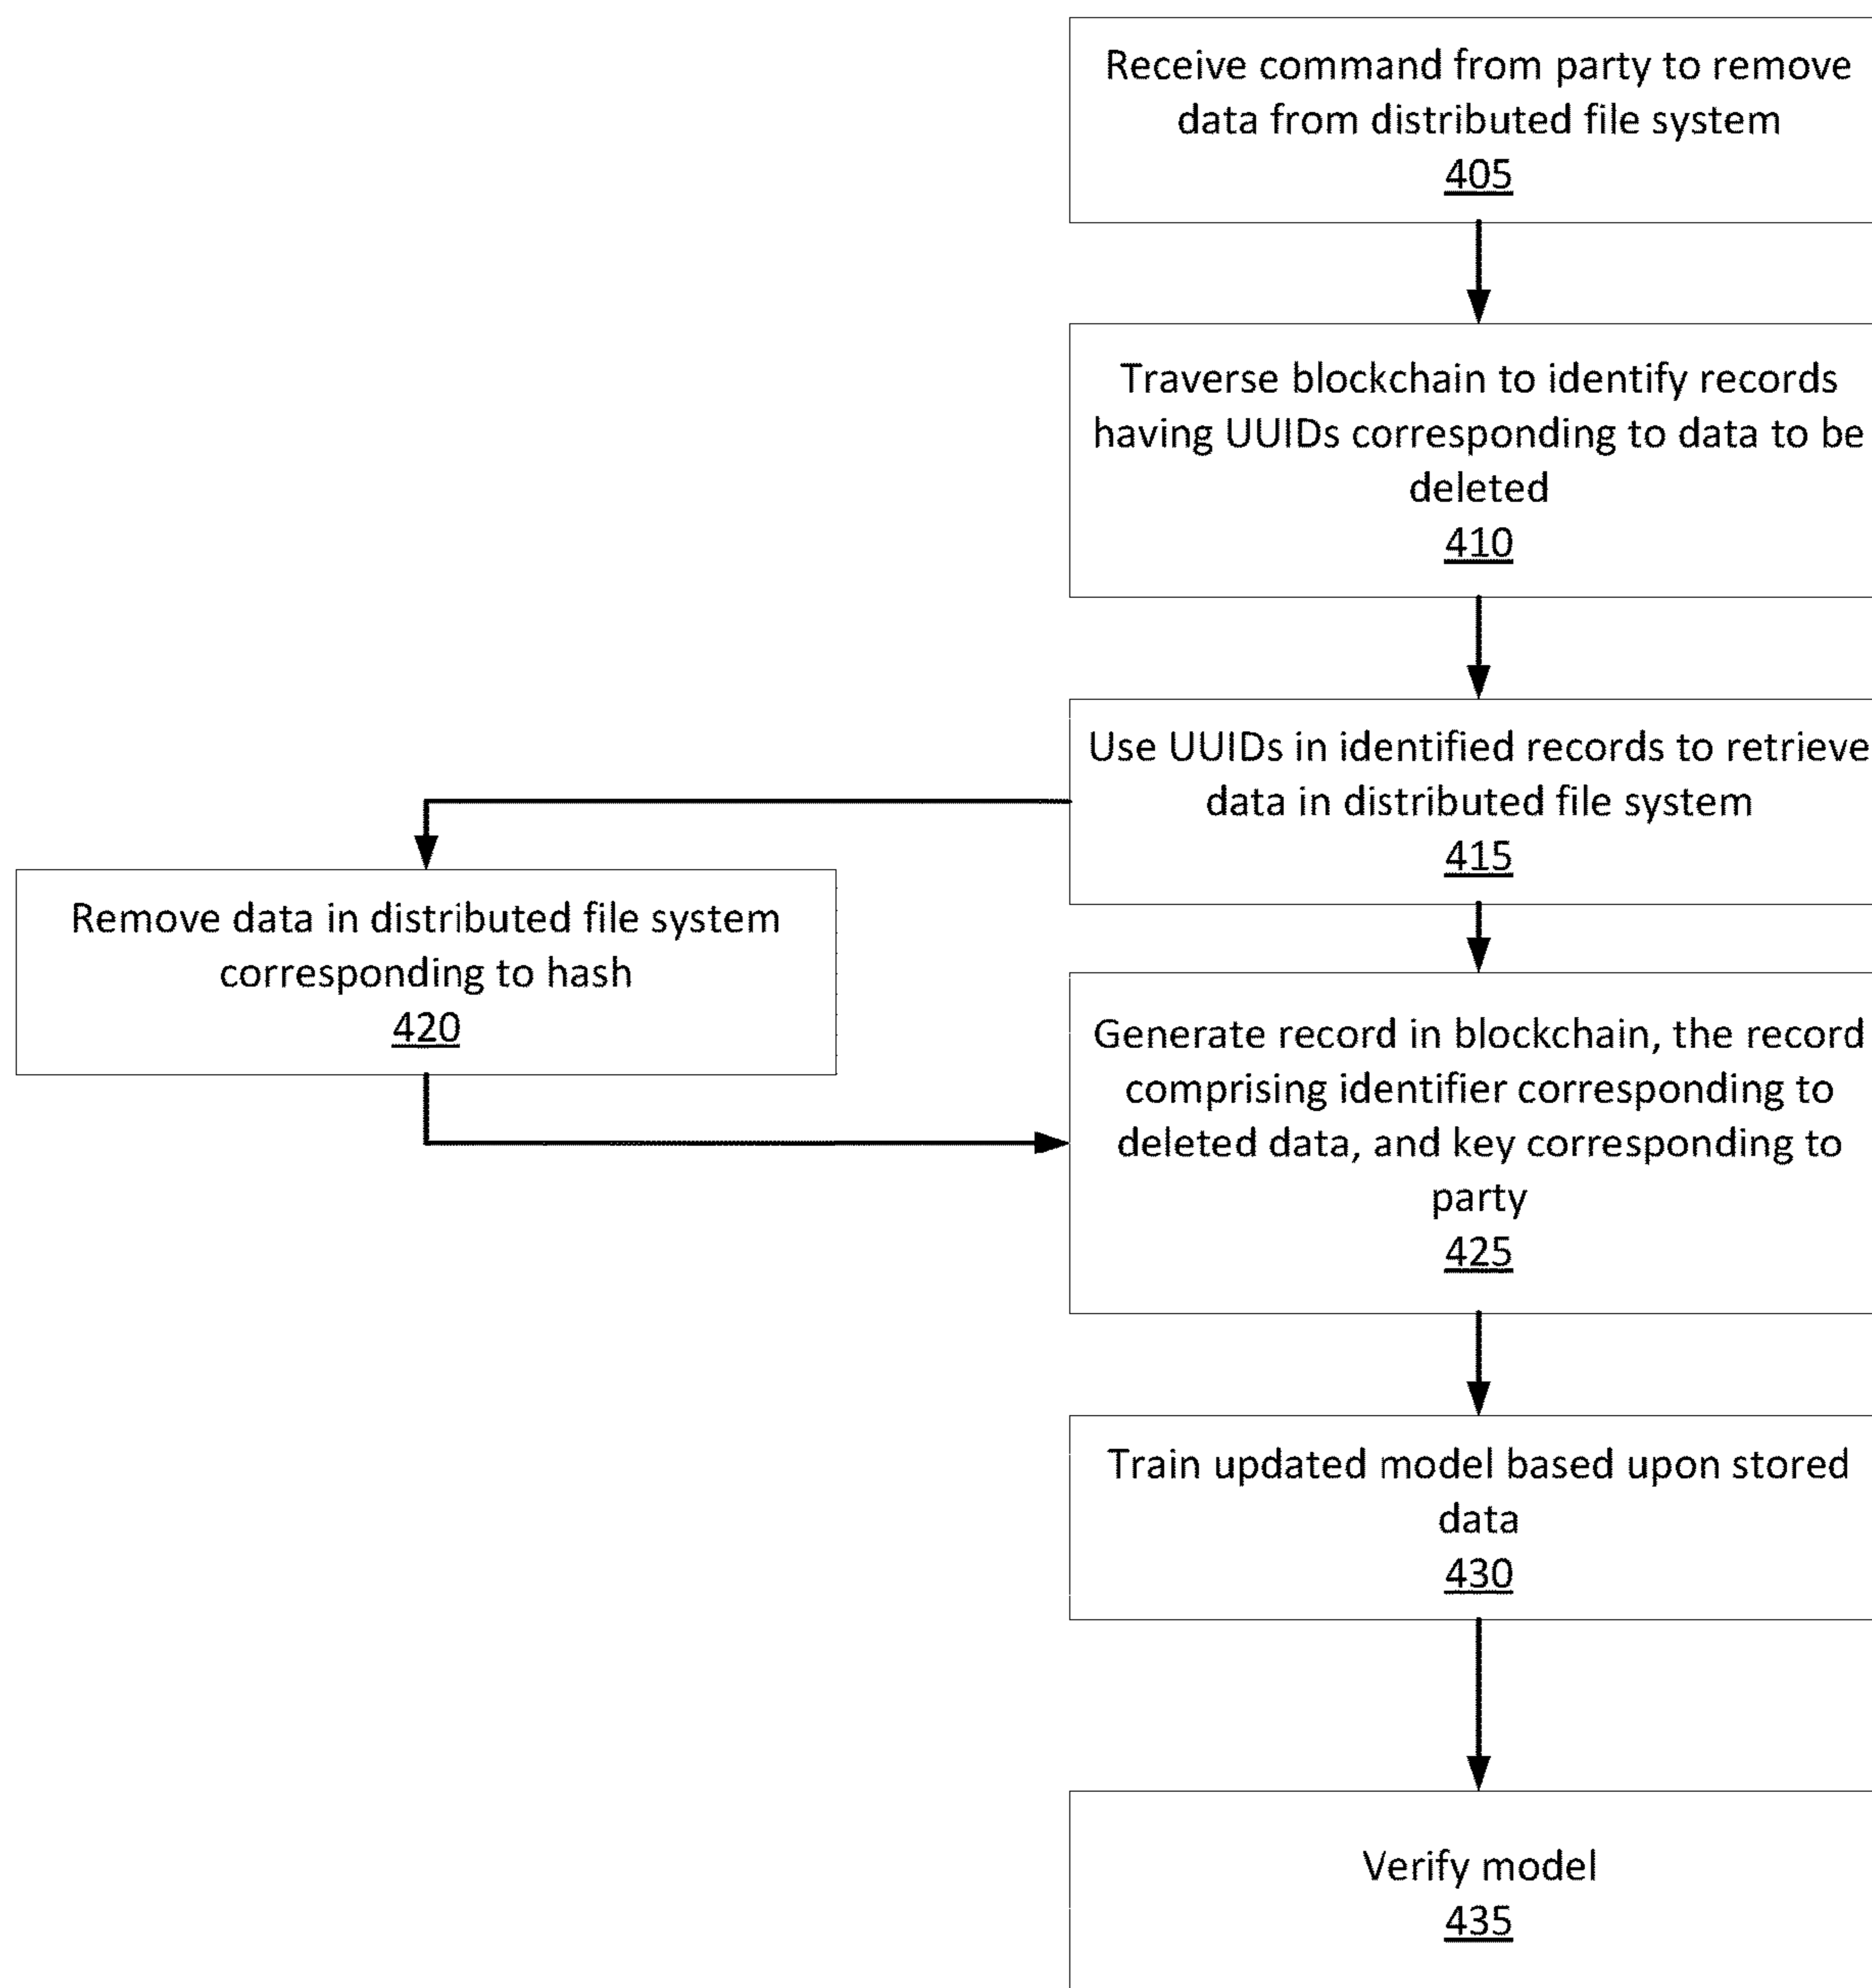 Receive command from party to remove
data from distributed file system
405
Traverse blockchain to identify records
having UUIDs corresponding to data to be
deleted
410
Use UUIDs in identified records to retrieve
data in distributed file system
415
Remove data in distributed file system
corresponding to hash
420
Generate record in blockchain, the record
comprising identifier corresponding to
deleted data, and key corresponding to
party
425
Train updated model based upon stored
data
430
Verify model
435